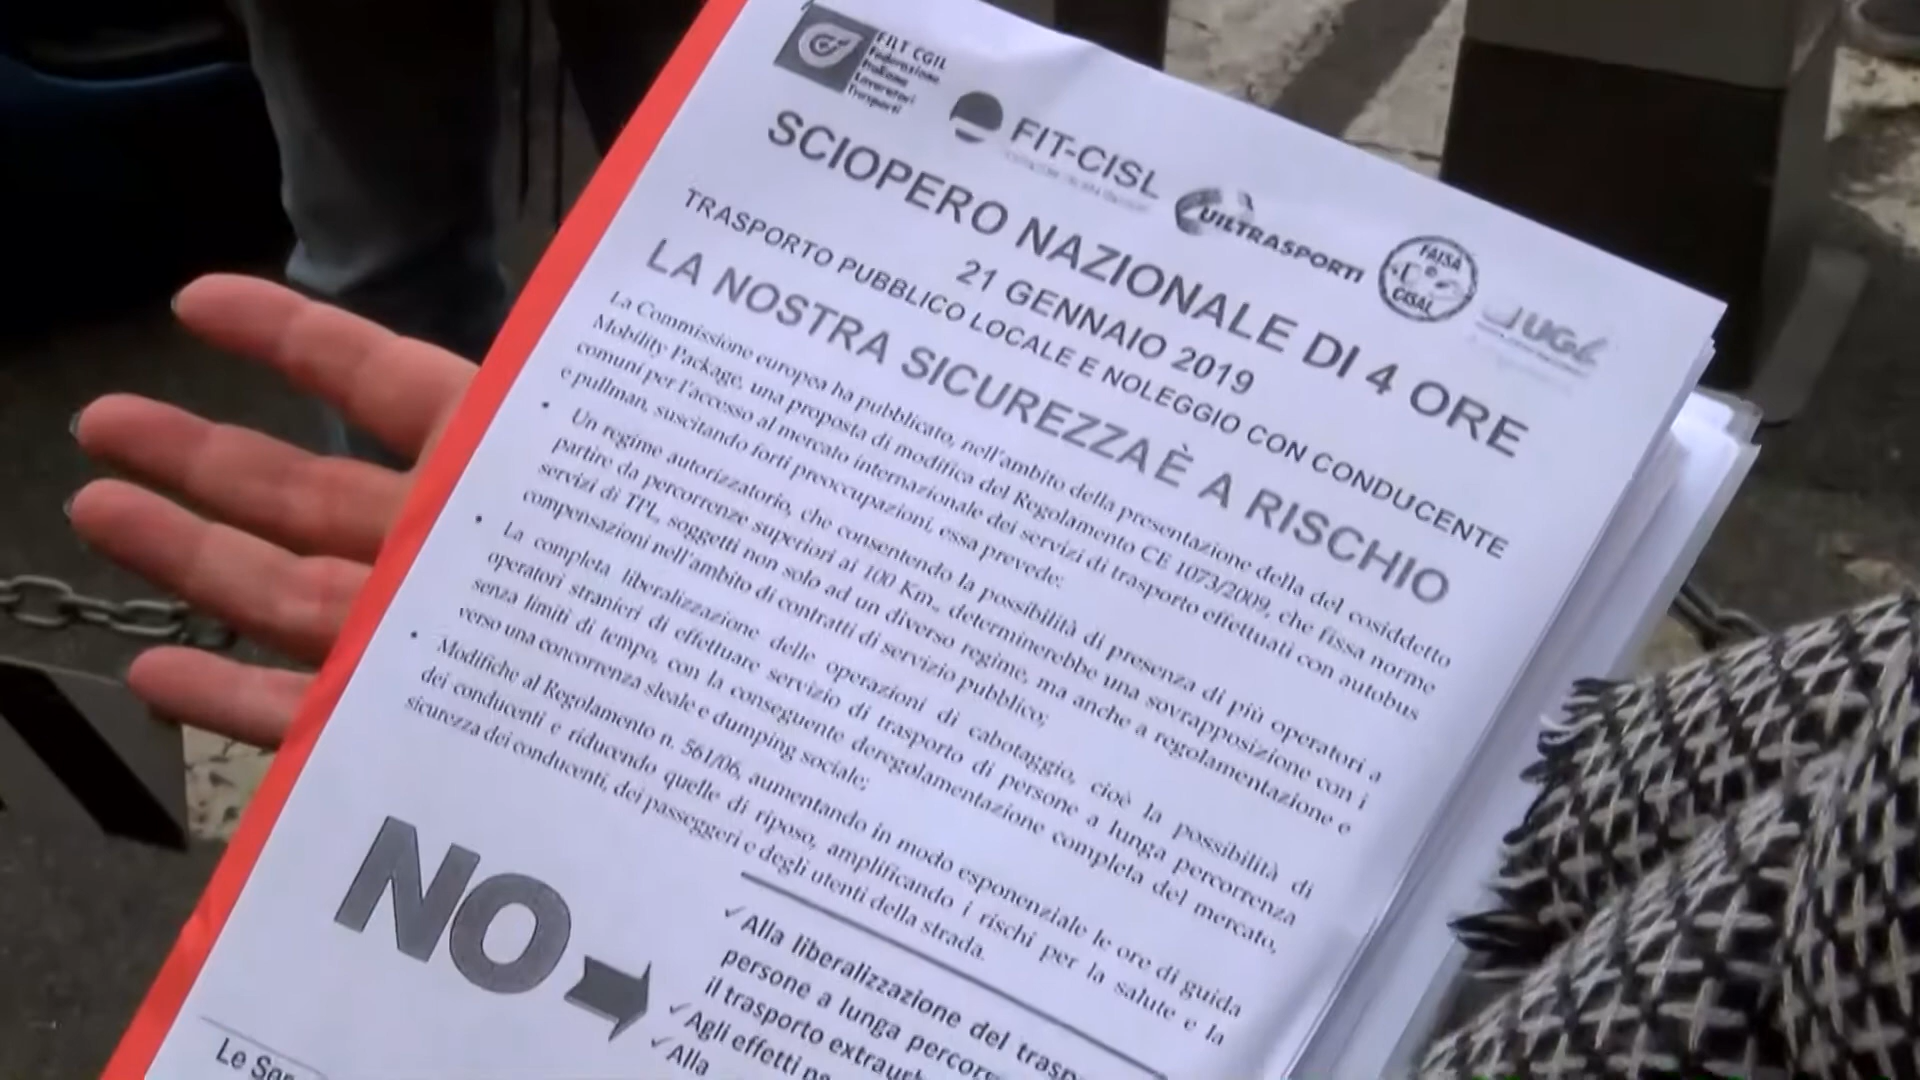 FILT CGIL
Federazione
Italiana
Lavoratori
Trasporti
FIT-CISL
UILTRASPORTI
FAISA
CISAL
UGL
SCIOPERO NAZIONALE DI 4 ORE
21 GENNAIO 2019
TRASPORTO PUBBLICO LOCALE E NOLEGGIO CON CONDUCENTE
LA NOSTRA SICUREZZA È A RISCHIO
La Commissione europea ha pubblicato, nell'ambito della presentazione della del cosiddetto
Mobility Package, una proposta di modifica del Regolamento CE 1073/2009, che fissa norme
comuni per l'accesso al mercato internazionale dei servizi di trasporto effettuati con autobus
e pullman, suscitando forti preoccupazioni, essa prevede:
• Un regime autorizzatorio, che consentendo la possibilità di presenza di più operatori a
partire da percorrenze superiori ai 100 Km., determinerebbe una sovrapposizione con i
servizi di TPL, soggetti non solo ad un diverso regime, ma anche a regolamentazione e
compensazioni nell'ambito di contratti di servizio pubblico;
• La completa liberalizzazione delle operazioni di cabotaggio, cioè la possibilità di
operatori stranieri di effettuare servizio di trasporto di persone a lunga percorrenza
senza limiti di tempo, con la conseguente deregolamentazione completa del mercato,
verso una concorrenza sleale e dumping sociale;
• Modifiche al Regolamento n. 561/06, aumentando in modo esponenziale le ore di guida
dei conducenti e riducendo quelle di riposo, amplificando i rischi per la salute e la
sicurezza dei conducenti, dei passeggeri e degli utenti della strada.
NO
✓ Alla liberalizzazione del trasp
persone a lunga percorr
il trasporto extraurb
✓ Agli effetti
✓ Alla
Le